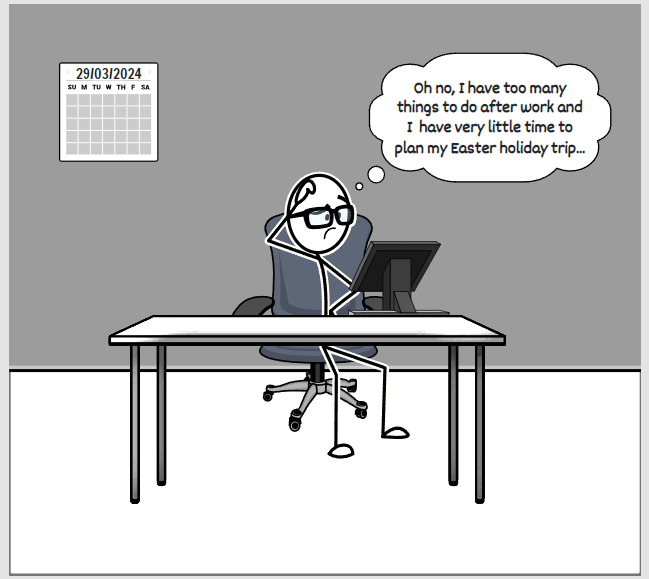 29/03/2024
SU M TU W TH F SA
Oh no, I have too many
things to do after work and
I have very little time to
plan my Easter holiday trip...